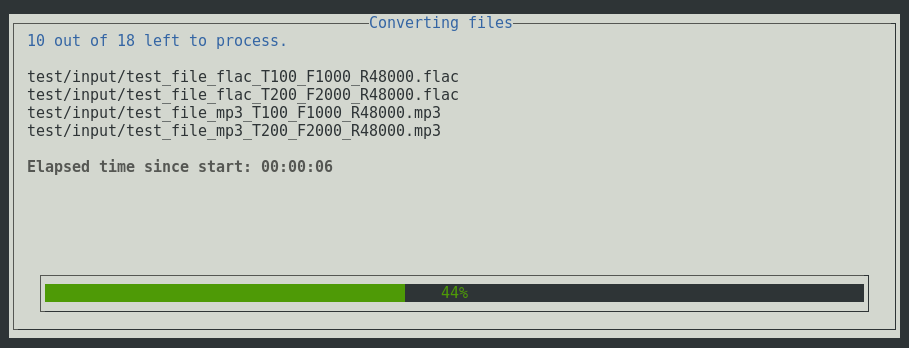 Converting files
10 out of 18 left to process.
test/input/test_file_flac_T100_F1000_R48000.flac
test/input/test_file_flac_T200_F2000_R48000.flac
test/input/test_file_mp3_T100_F1000_R48000.mp3
test/input/test_file_mp3_T200_F2000_R48000.mp3
Elapsed time since start: 00:00:06
44%